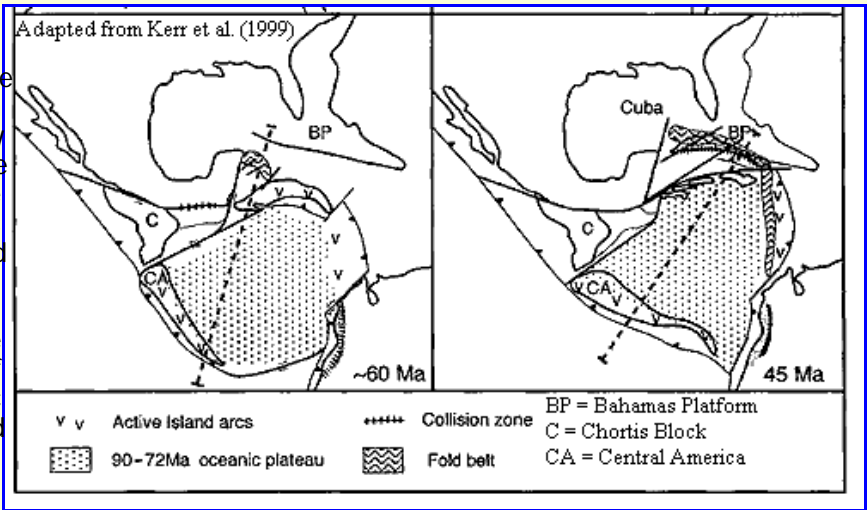 Adapted from Kerr et al. (1999)
BP
C
CA
~60 Ma
Cuba
BP
C
CA
45 Ma
v v Active Island arcs
Collision zone
90-72Ma oceanic plateau
Fold belt
BP = Bahamas Platform
C = Chortis Block
CA = Central America